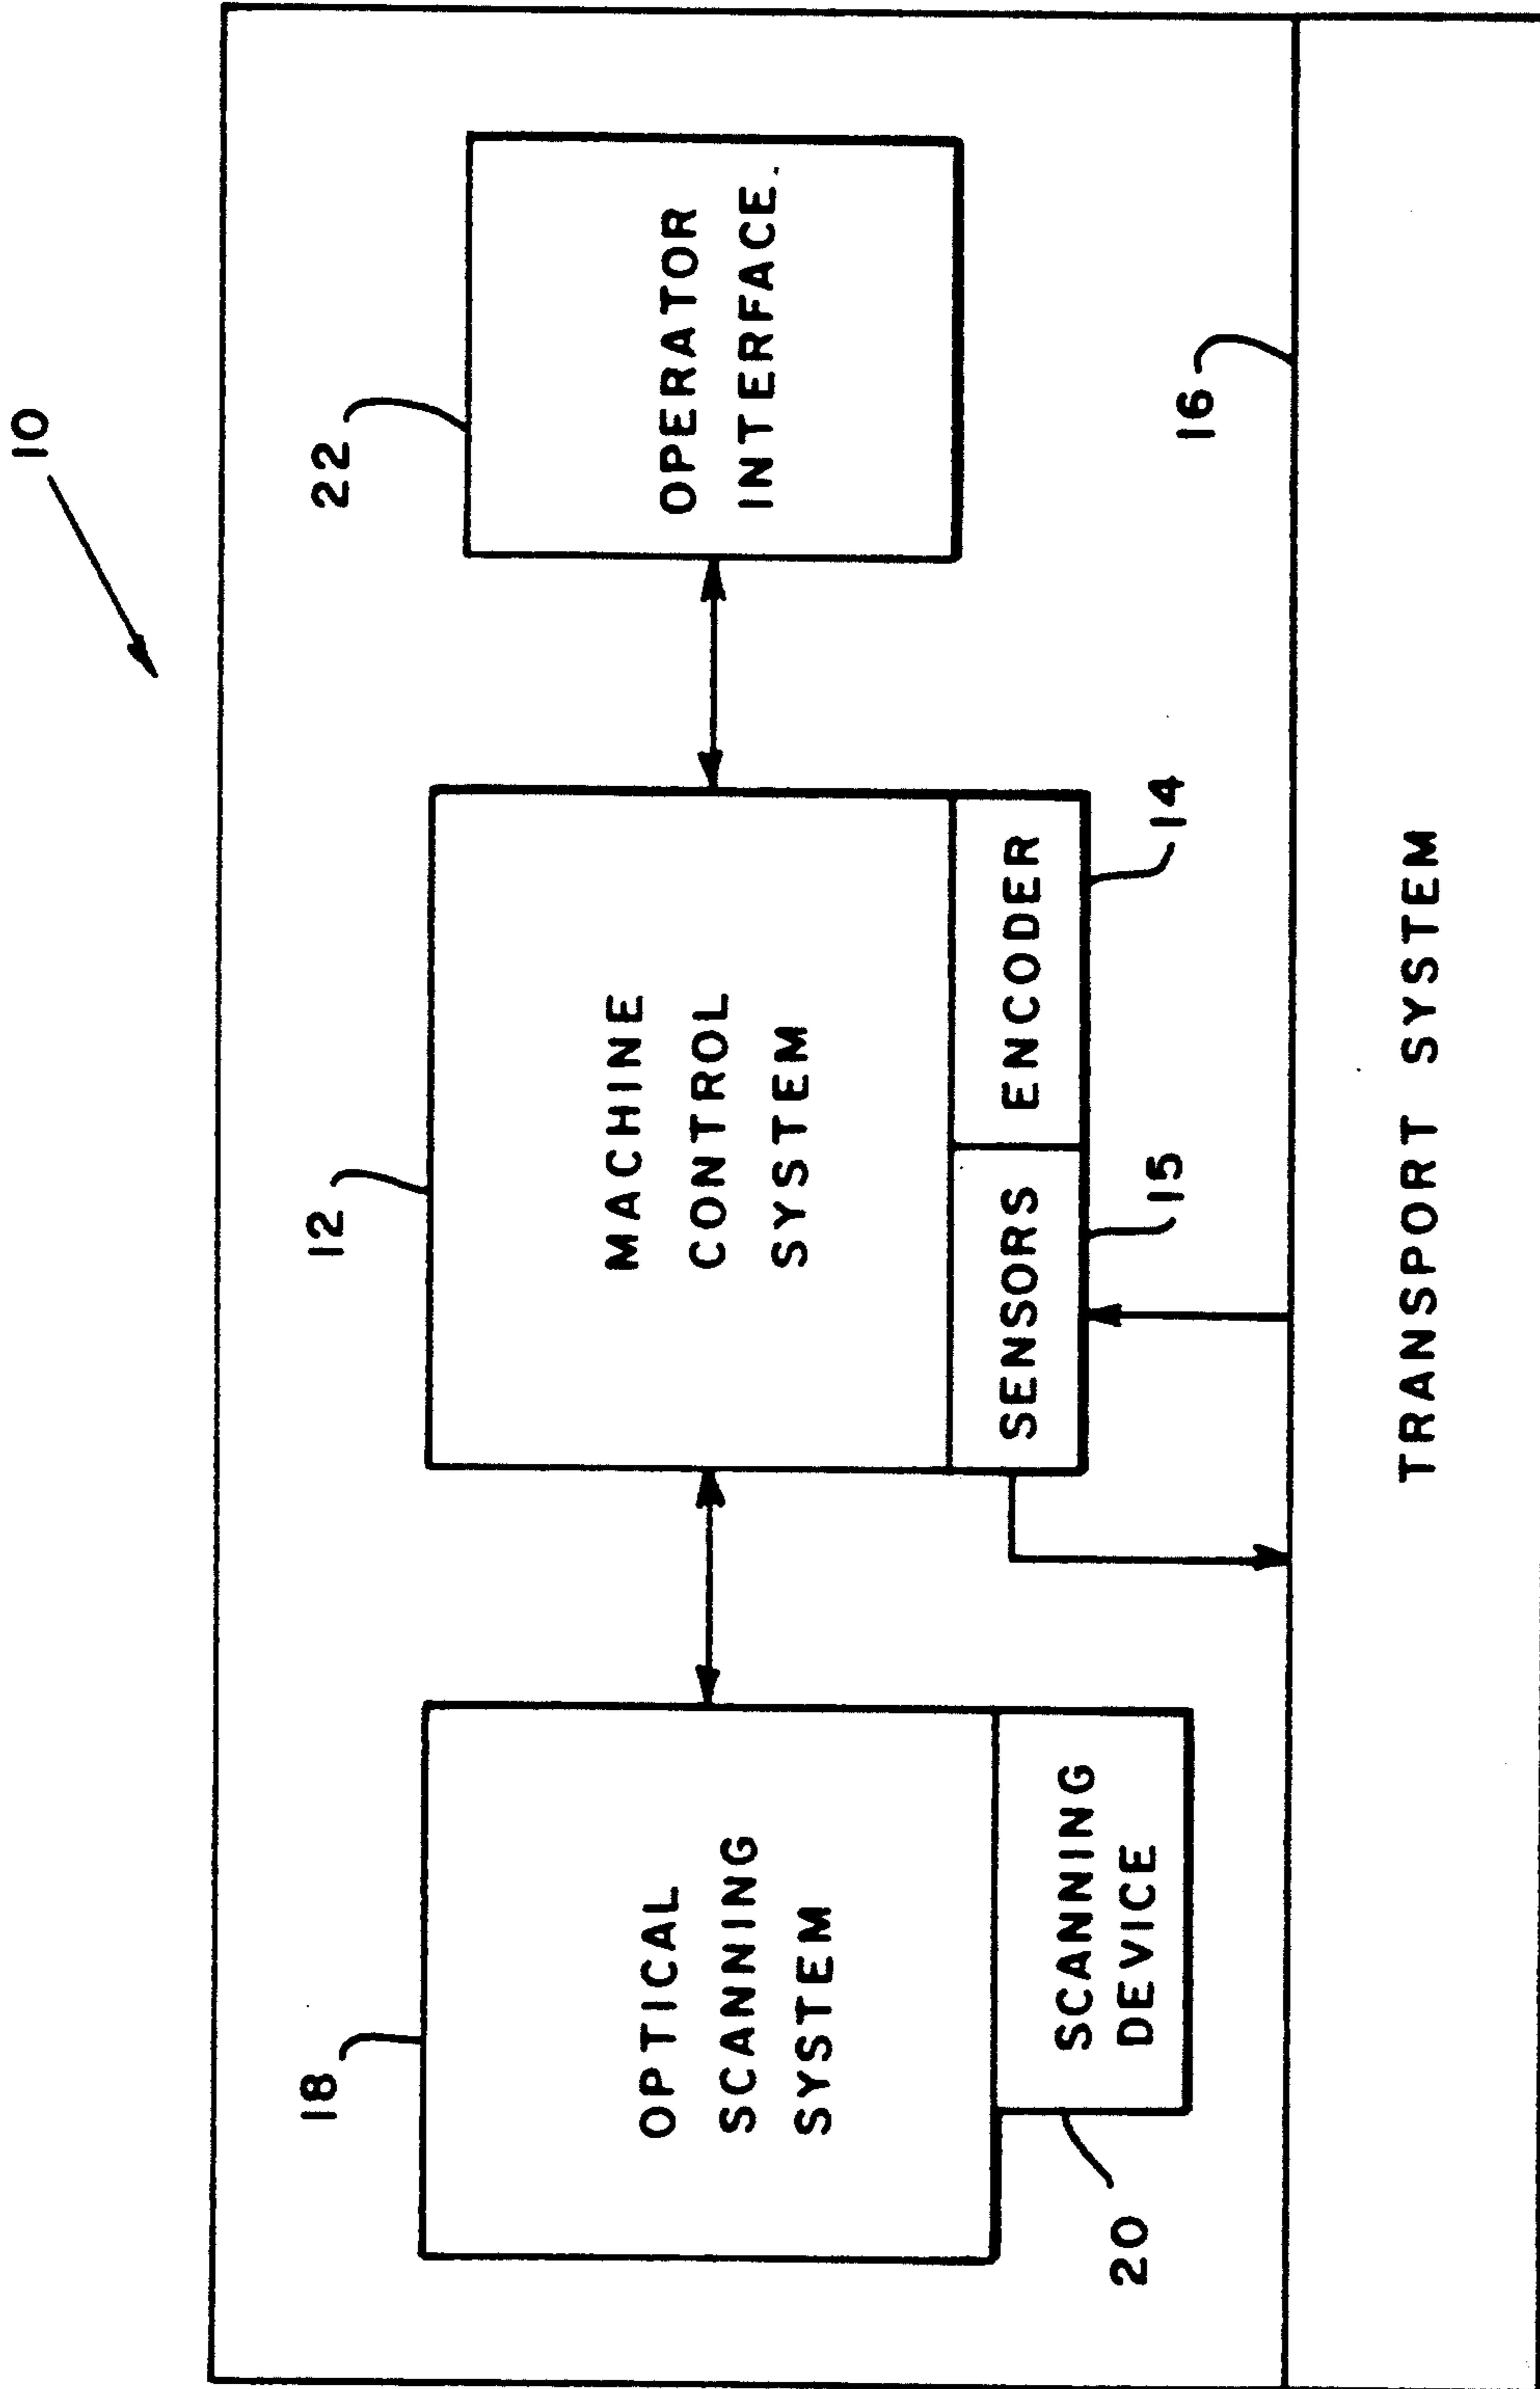 10
18
OPTICAL
SCANNING
SYSTEM
20
SCANNING
DEVICE
12
MACHINE
CONTROL
SYSTEM
SENSORS
ENCODER
15
14
22
OPERATOR
INTERFACE
16
TRANSPORT SYSTEM